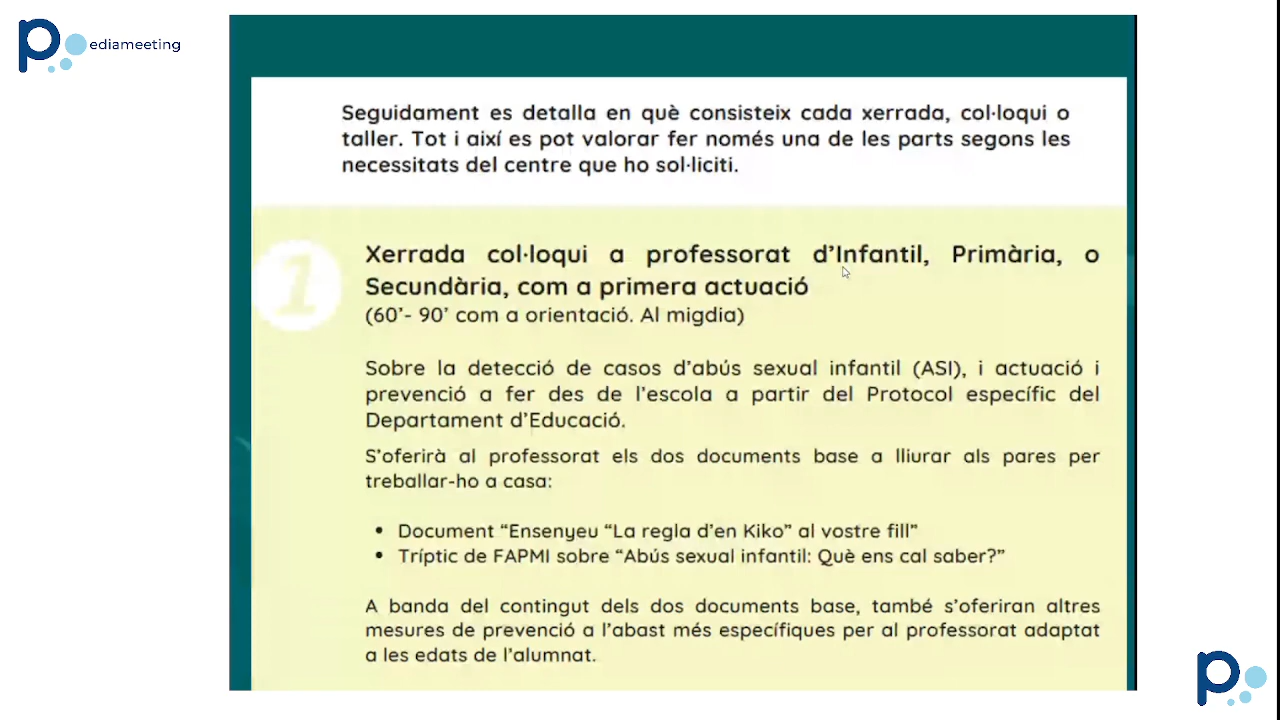 Pediameeting
Seguidament es detalla en què consisteix cada xerrada, col·loqui o
taller. Tot i així es pot valorar fer només una de les parts segons les
necessitats del centre que ho sol·liciti.
1
Xerrada col·loqui a professorat d’Infantil, Primària, o
Secundària, com a primera actuació
(60’- 90’ com a orientació. Al migdia)
Sobre la detecció de casos d’abús sexual infantil (ASI), i actuació i
prevenció a fer des de l’escola a partir del Protocol específic del
Departament d’Educació.
S’oferirà al professorat els dos documents base a lliurar als pares per
treballar-ho a casa:
• Document “Ensenyeu “La regla d’en Kiko” al vostre fill”
• Tríptic de FAPMI sobre “Abús sexual infantil: Què ens cal saber?”
A banda del contingut dels dos documents base, també s’oferiran altres
mesures de prevenció a l’abast més específiques per al professorat adaptat
a les edats de l’alumnat.
P